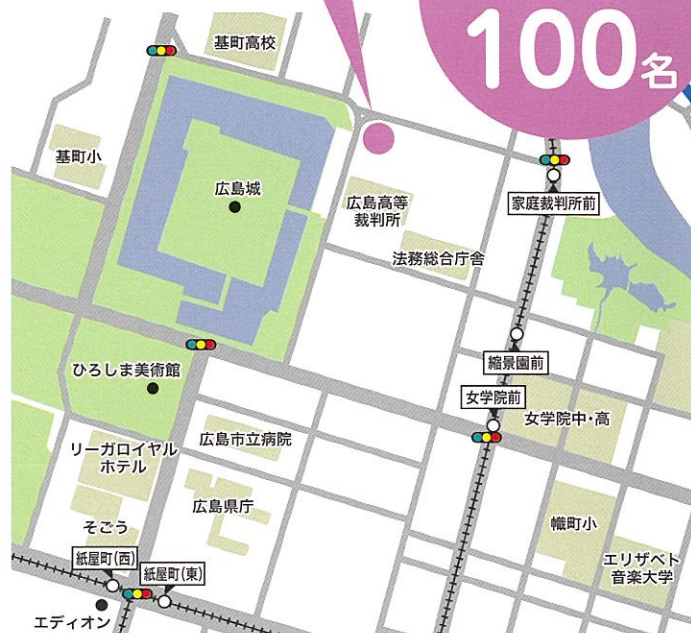 100名
基町高校
基町小
広島城
広島高等
裁判所
家庭裁判所前
法務総合庁舎
縮景園前
ひろしま美術館
女学院前
女学院中・高
リーガロイヤル
ホテル
広島市立病院
広島県庁
幟町小
そごう
エリザベト
音楽大学
紙屋町(西)
紙屋町(東)
エディオン